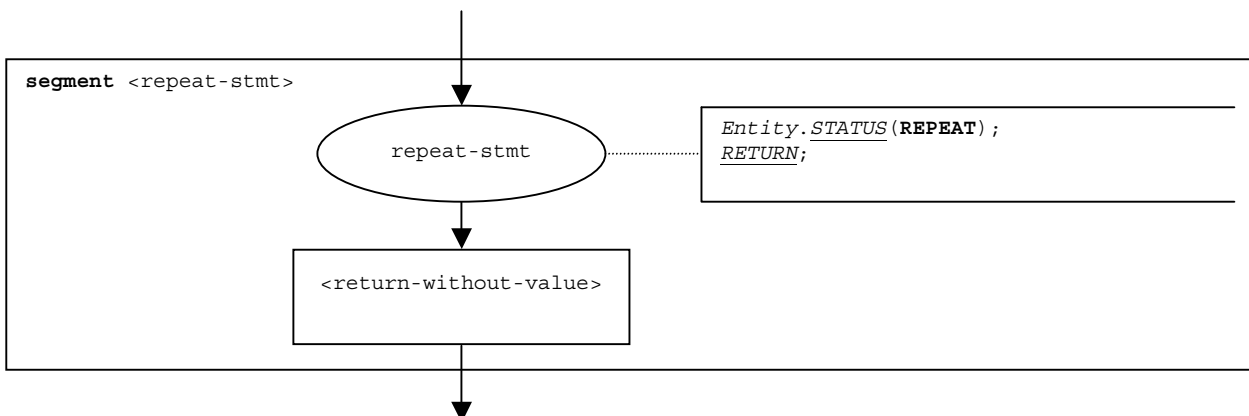 segment <repeat-stmt>
repeat-stmt
Entity.STATUS(REPEAT);
RETURN;
<return-without-value>